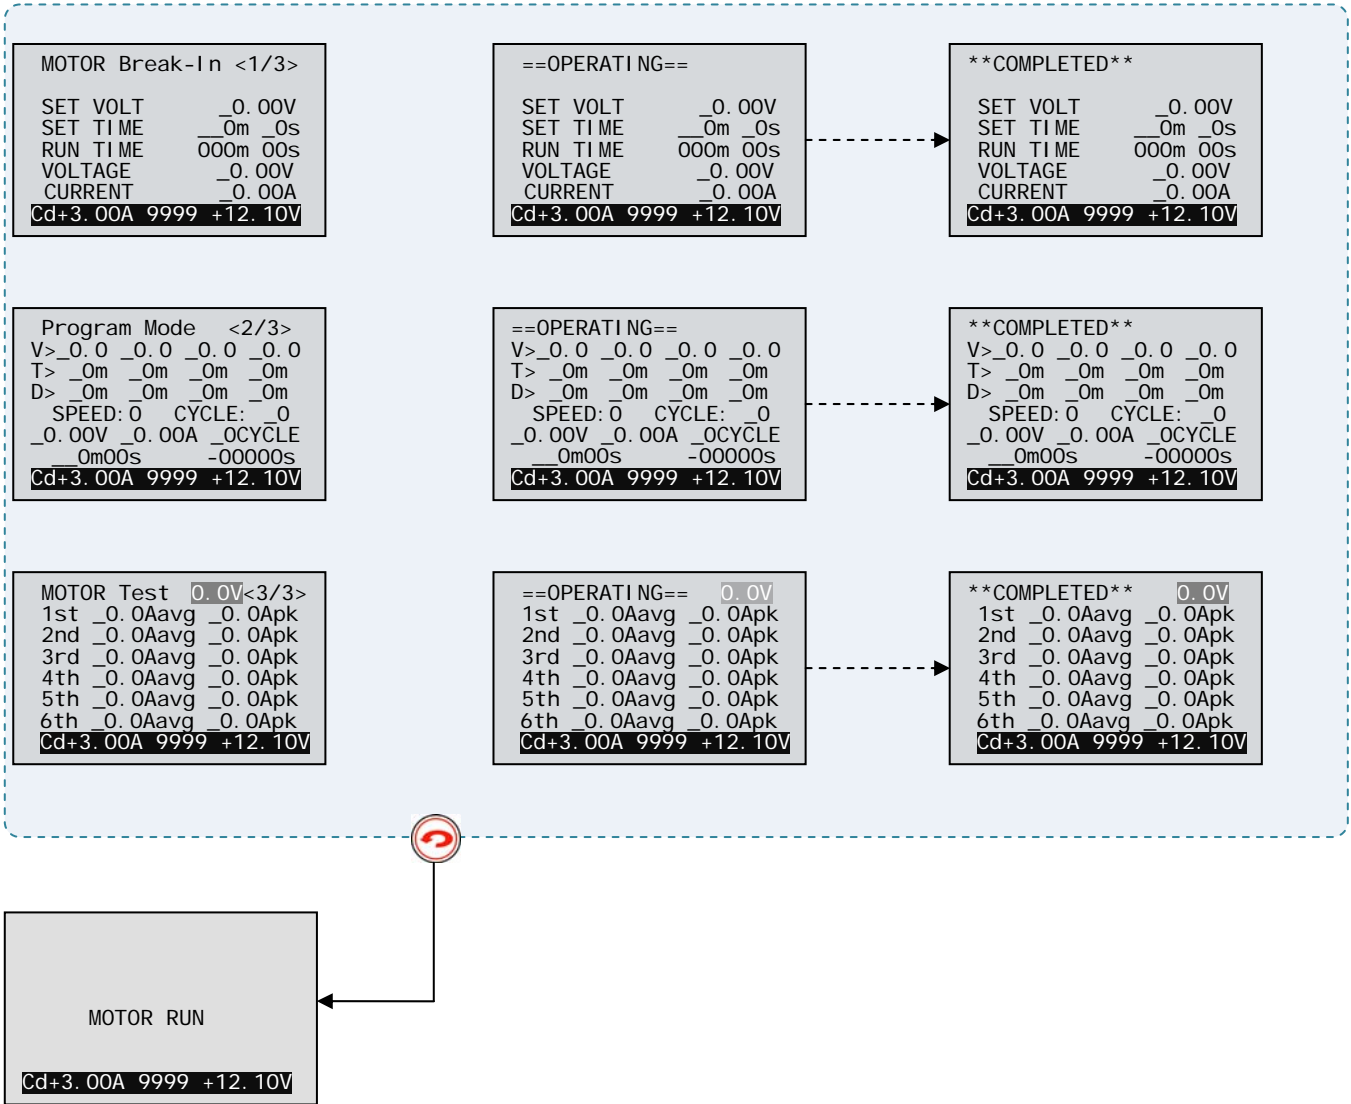 MOTOR Break-In <1/3>
SET VOLT _0.00V
SET TIME __0m _0s
RUN TIME 000m 00s
VOLTAGE _0.00V
CURRENT _0.00A
Cd+3.00A 9999 +12.10V
==OPERATING==
SET VOLT _0.00V
SET TIME __0m _0s
RUN TIME 000m 00s
VOLTAGE _0.00V
CURRENT _0.00A
Cd+3.00A 9999 +12.10V
**COMPLETED**
SET VOLT _0.00V
SET TIME __0m _0s
RUN TIME 000m 00s
VOLTAGE _0.00V
CURRENT _0.00A
Cd+3.00A 9999 +12.10V
Program Mode <2/3>
V>_0.0 _0.0 _0.0 _0.0
T> _0m _0m _0m _0m
D> _0m _0m _0m _0m
SPEED:0 CYCLE: _0
_0.00V _0.00A _0CYCLE
__0m00s -00000s
Cd+3.00A 9999 +12.10V
==OPERATING==
V>_0.0 _0.0 _0.0 _0.0
T> _0m _0m _0m _0m
D> _0m _0m _0m _0m
SPEED:0 CYCLE: _0
_0.00V _0.00A _0CYCLE
__0m00s -00000s
Cd+3.00A 9999 +12.10V
**COMPLETED**
V>_0.0 _0.0 _0.0 _0.0
T> _0m _0m _0m _0m
D> _0m _0m _0m _0m
SPEED:0 CYCLE: _0
_0.00V _0.00A _0CYCLE
__0m00s -00000s
Cd+3.00A 9999 +12.10V
MOTOR Test 0.0V<3/3>
1st _0.0Aavg _0.0Apk
2nd _0.0Aavg _0.0Apk
3rd _0.0Aavg _0.0Apk
4th _0.0Aavg _0.0Apk
5th _0.0Aavg _0.0Apk
6th _0.0Aavg _0.0Apk
Cd+3.00A 9999 +12.10V
==OPERATING== 0.0V
1st _0.0Aavg _0.0Apk
2nd _0.0Aavg _0.0Apk
3rd _0.0Aavg _0.0Apk
4th _0.0Aavg _0.0Apk
5th _0.0Aavg _0.0Apk
6th _0.0Aavg _0.0Apk
Cd+3.00A 9999 +12.10V
**COMPLETED** 0.0V
1st _0.0Aavg _0.0Apk
2nd _0.0Aavg _0.0Apk
3rd _0.0Aavg _0.0Apk
4th _0.0Aavg _0.0Apk
5th _0.0Aavg _0.0Apk
6th _0.0Aavg _0.0Apk
Cd+3.00A 9999 +12.10V
MOTOR RUN
Cd+3.00A 9999 +12.10V